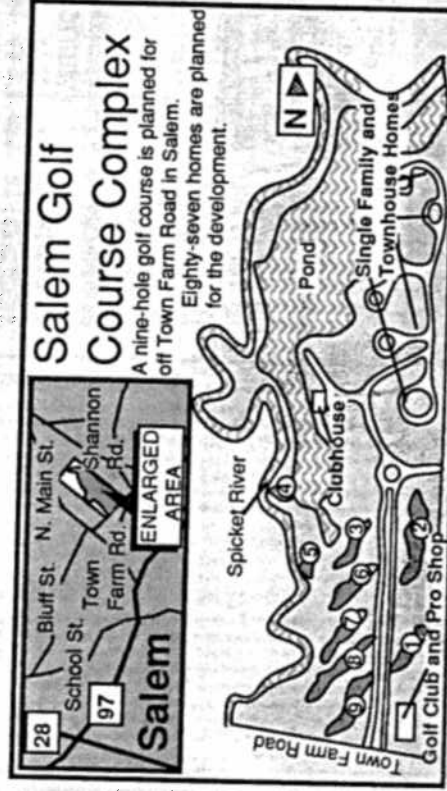 Salem Golf
Course Complex
A nine-hole golf course is planned for
off Town Farm Road in Salem.
Eighty-seven homes are planned
for the development.
28
Bluff St.
N. Main St.
School St.
97
Town
Farm Rd.
Shannon
Rd.
ENLARGED
AREA
Salem
N
Spicket River
Pond
Single Family and
Townhouse Homes
Clubhouse
4
5
3
6
2
7
8
1
9
Golf Club and Pro Shop
Town Farm Road